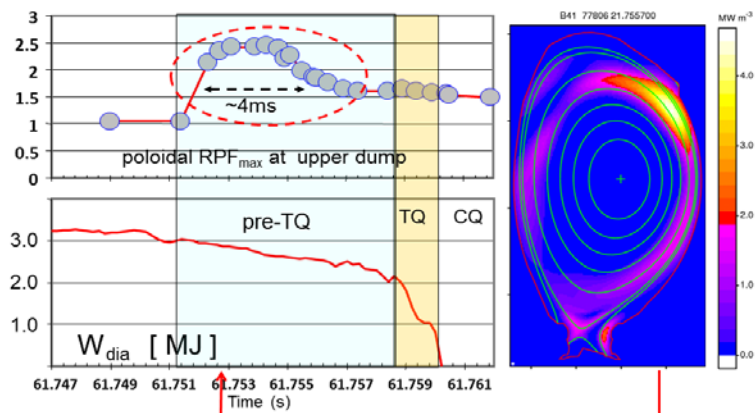 3
2.5
2
1.5
1
0.5
0
~4ms
poloidal RPFmax at upper dump
pre-TQ
TQ
CQ
3.0
2.0
1.0
Wdia [ MJ ]
61.747 61.749 61.751 61.753 61.755 61.757 61.759 61.761
Time (s)
B41 77806 21.755700
MW m-3
4.0
3.0
2.0
1.0
0.0